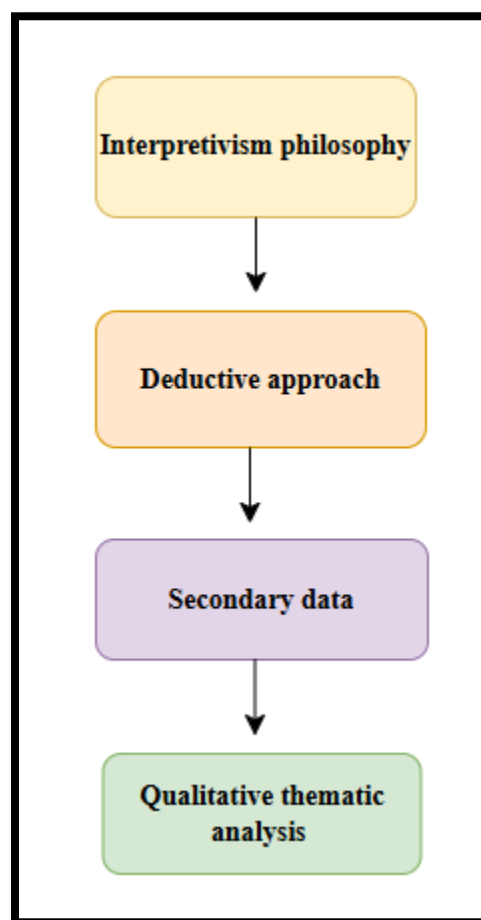 Interpretivism philosophy
Deductive approach
Secondary data
Qualitative thematic
analysis